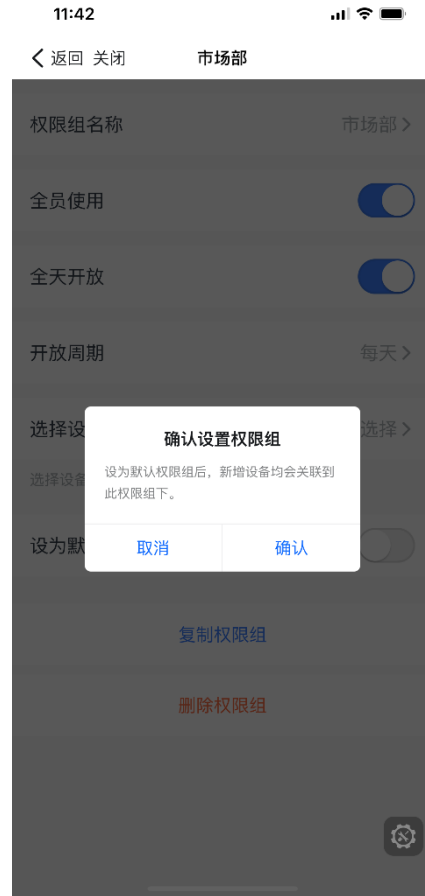 11:42
返回 关闭 市场部
权限组名称 市场部
全员使用
全天开放
开放周期 每天
选择设 选择
确认设置权限组
选择设备
设为默认权限组后，新增设备均会关联到
此权限组下。
设为默
取消 确认
复制权限组
删除权限组